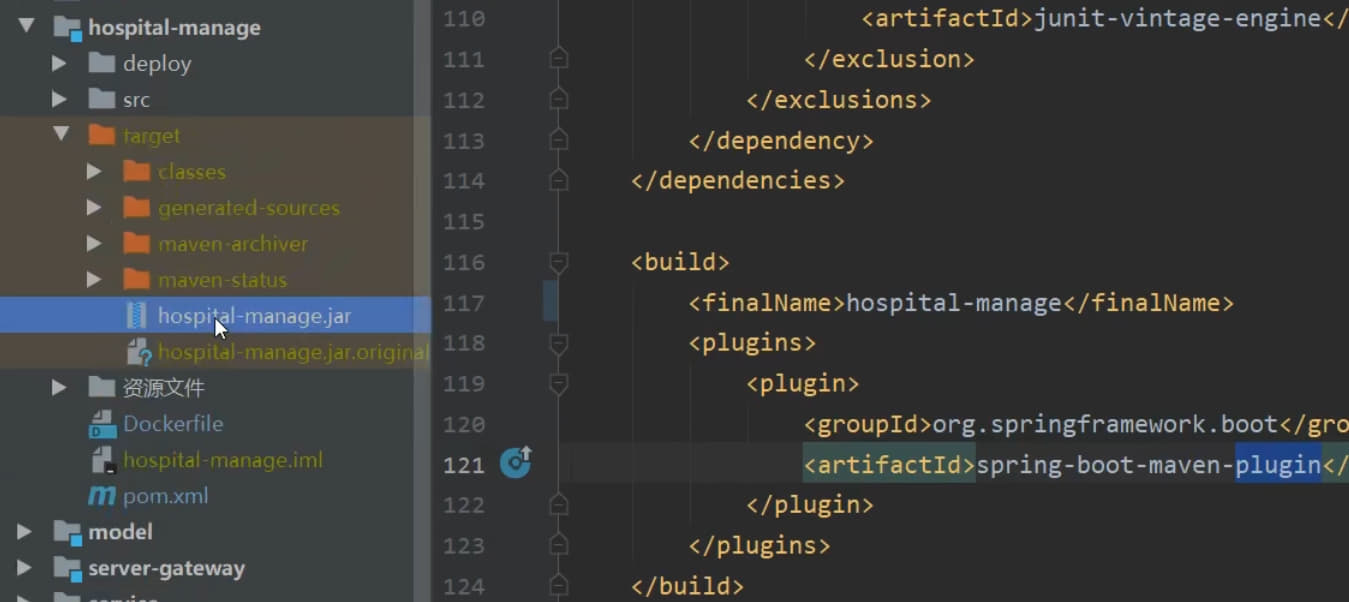 hospital-manage
deploy
src
target
classes
generated-sources
maven-archiver
maven-status
hospital-manage.jar
hospital-manage.jar.original
资源文件
Dockerfile
hospital-manage.iml
pom.xml
model
server-gateway
service
110 <artifactId>junit-vintage-engine</
111 </exclusion>
112 </exclusions>
113 </dependency>
114 </dependencies>
115
116 <build>
117 <finalName>hospital-manage</finalName>
118 <plugins>
119 <plugin>
120 <groupId>org.springframework.boot</gro
121 <artifactId>spring-boot-maven-plugin</
122 </plugin>
123 </plugins>
124 </build>